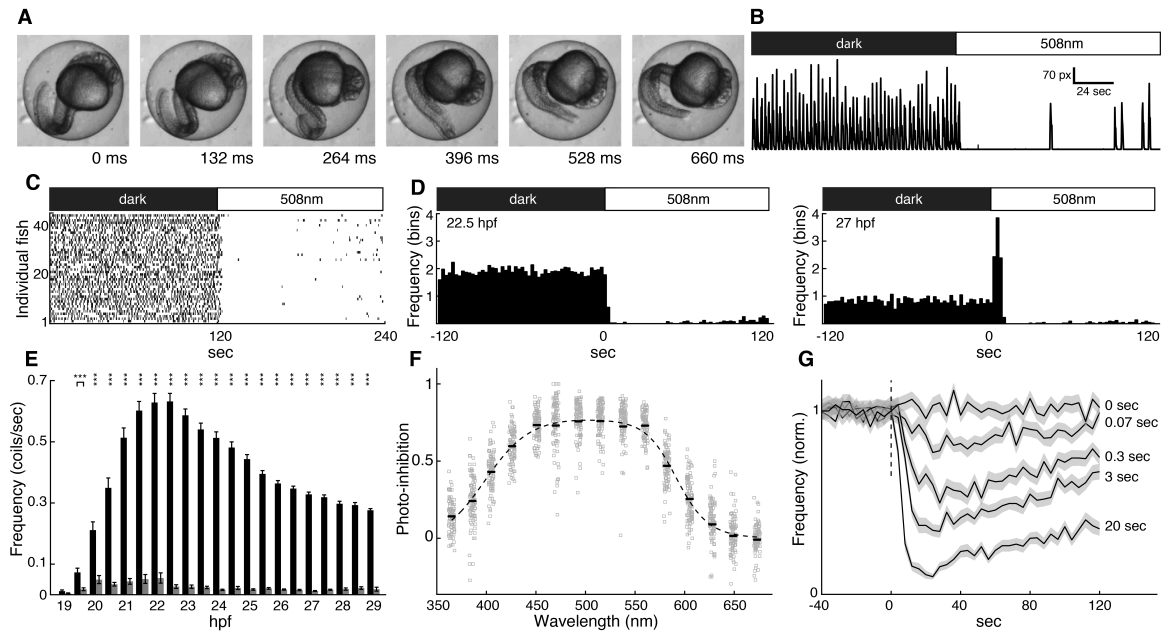 A
0 ms
132 ms
264 ms
396 ms
528 ms
660 ms
B
dark
508nm
70 px
24 sec
C
dark
508nm
Individual fish
40
20
1
120
240
sec
D
dark
508nm
22.5 hpf
Frequency (bins)
4
3
2
1
-120
0
120
sec
dark
508nm
27 hpf
Frequency (bins)
4
3
2
1
-120
0
120
sec
E
Frequency (coils/sec)
0.7
0.5
0.3
0.1
0
*** *** *** *** *** *** *** *** *** *** *** *** *** *** *** *** *** *** *** ***
19 20 21 22 23 24 25 26 27 28 29
hpf
F
Photo-inhibition
1
0.5
0
350 400 450 500 550 600 650
Wavelength (nm)
G
Frequency (norm.)
1
0
0 sec
0.07 sec
0.3 sec
3 sec
20 sec
-40 0 40 80 120
sec